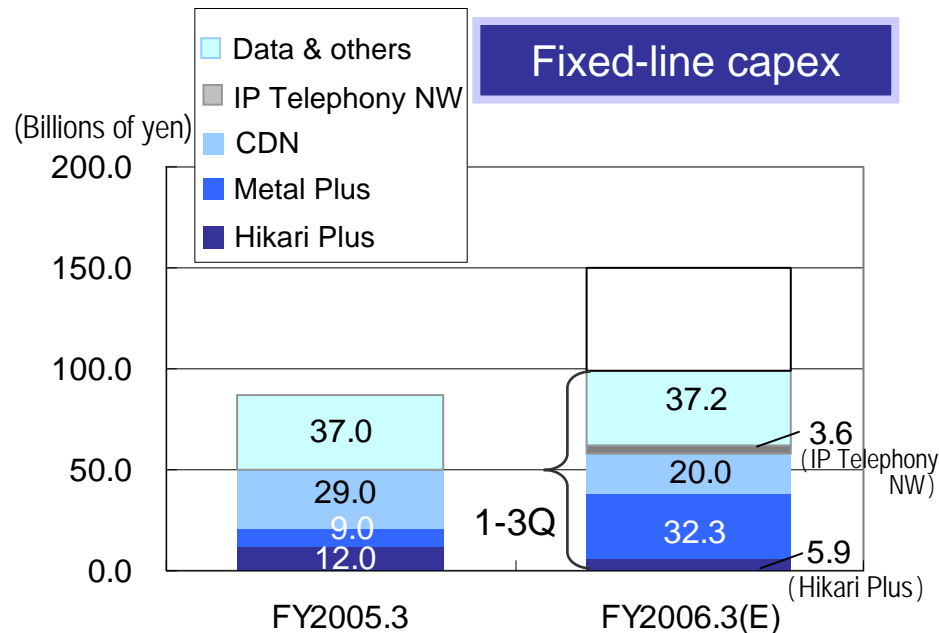 Fixed-line capex
Data & others
IP Telephony NW
CDN
Metal Plus
Hikari Plus
(Billions of yen)
200.0
150.0
100.0
50.0
0.0
37.0
29.0
9.0
12.0
1-3Q
37.2
3.6
(IP Telephony
NW)
20.0
32.3
5.9
(Hikari Plus)
FY2005.3
FY2006.3(E)